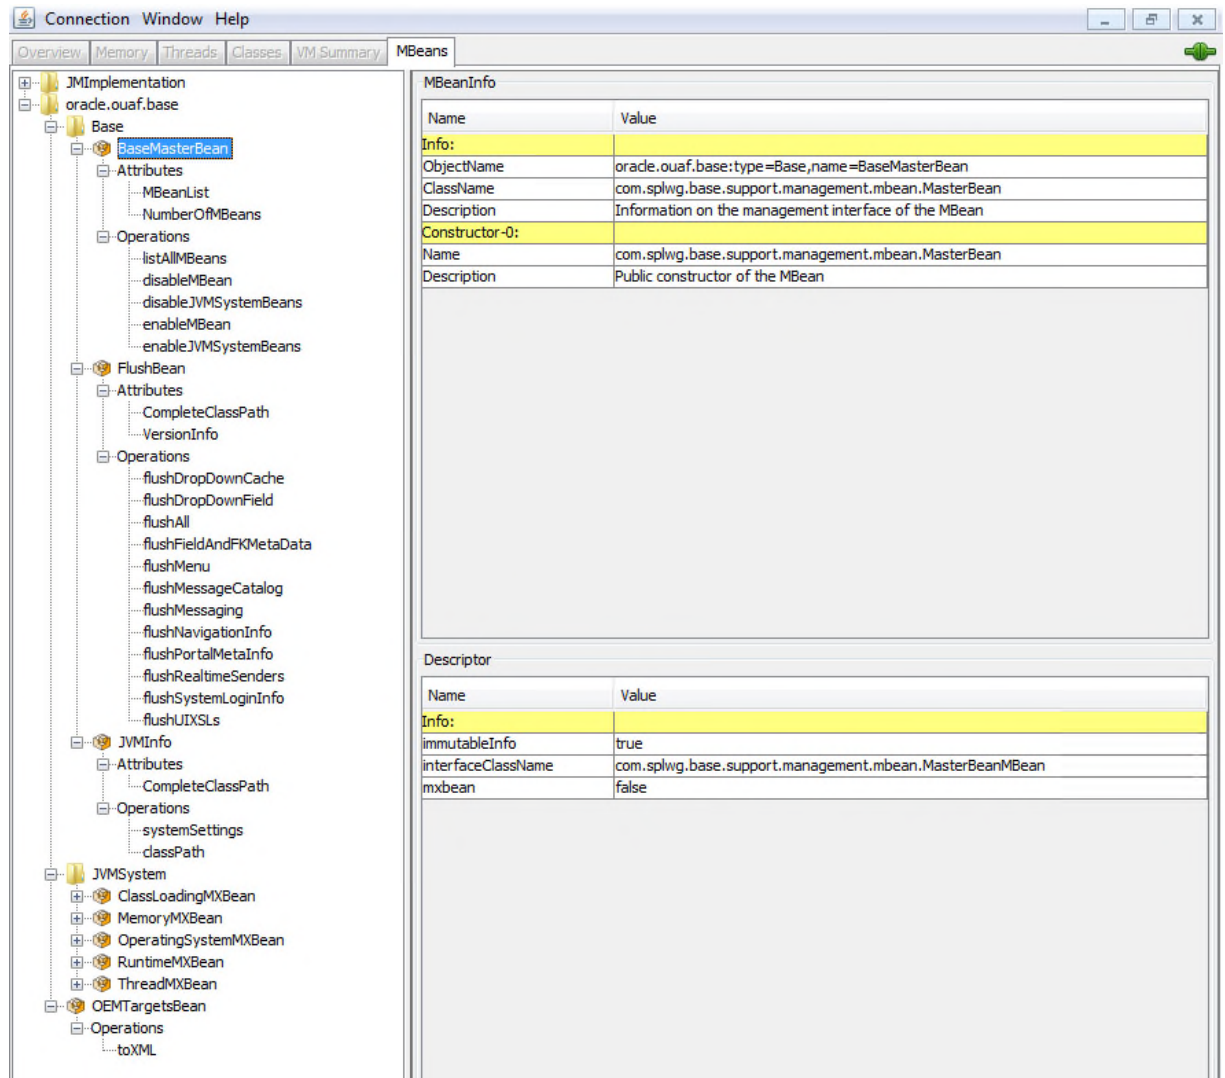 Connection Window Help
Overview Memory Threads Classes VM Summary MBeans
JMImplementation
oracle.ouaf.base
Base
BaseMasterBean
Attributes
MBeanList
NumberOfMBeans
Operations
listAllMBeans
disableMBean
disableJVMSystemBeans
enableMBean
enableJVMSystemBeans
FlushBean
Attributes
CompleteClassPath
VersionInfo
Operations
flushDropDownCache
flushDropDownField
flushAll
flushFieldAndFKMetaData
flushMenu
flushMessageCatalog
flushMessaging
flushNavigationInfo
flushPortalMetaInfo
flushRealtimeSenders
flushSystemLoginInfo
flushUIXSLs
JVMInfo
Attributes
CompleteClassPath
Operations
systemSettings
classPath
JVMSystem
ClassLoadingMXBean
MemoryMXBean
OperatingSystemMXBean
RuntimeMXBean
ThreadMXBean
OEMTargetsBean
Operations
toXML
MBeanInfo
Name Value
Info:
ObjectName oracle.ouaf.base:type=Base,name=BaseMasterBean
ClassName com.splwg.base.support.management.mbean.MasterBean
Description Information on the management interface of the MBean
Constructor-0:
Name com.splwg.base.support.management.mbean.MasterBean
Description Public constructor of the MBean
Descriptor
Name Value
Info:
immutableInfo true
interfaceClassName com.splwg.base.support.management.mbean.MasterBeanMBean
mxbean false